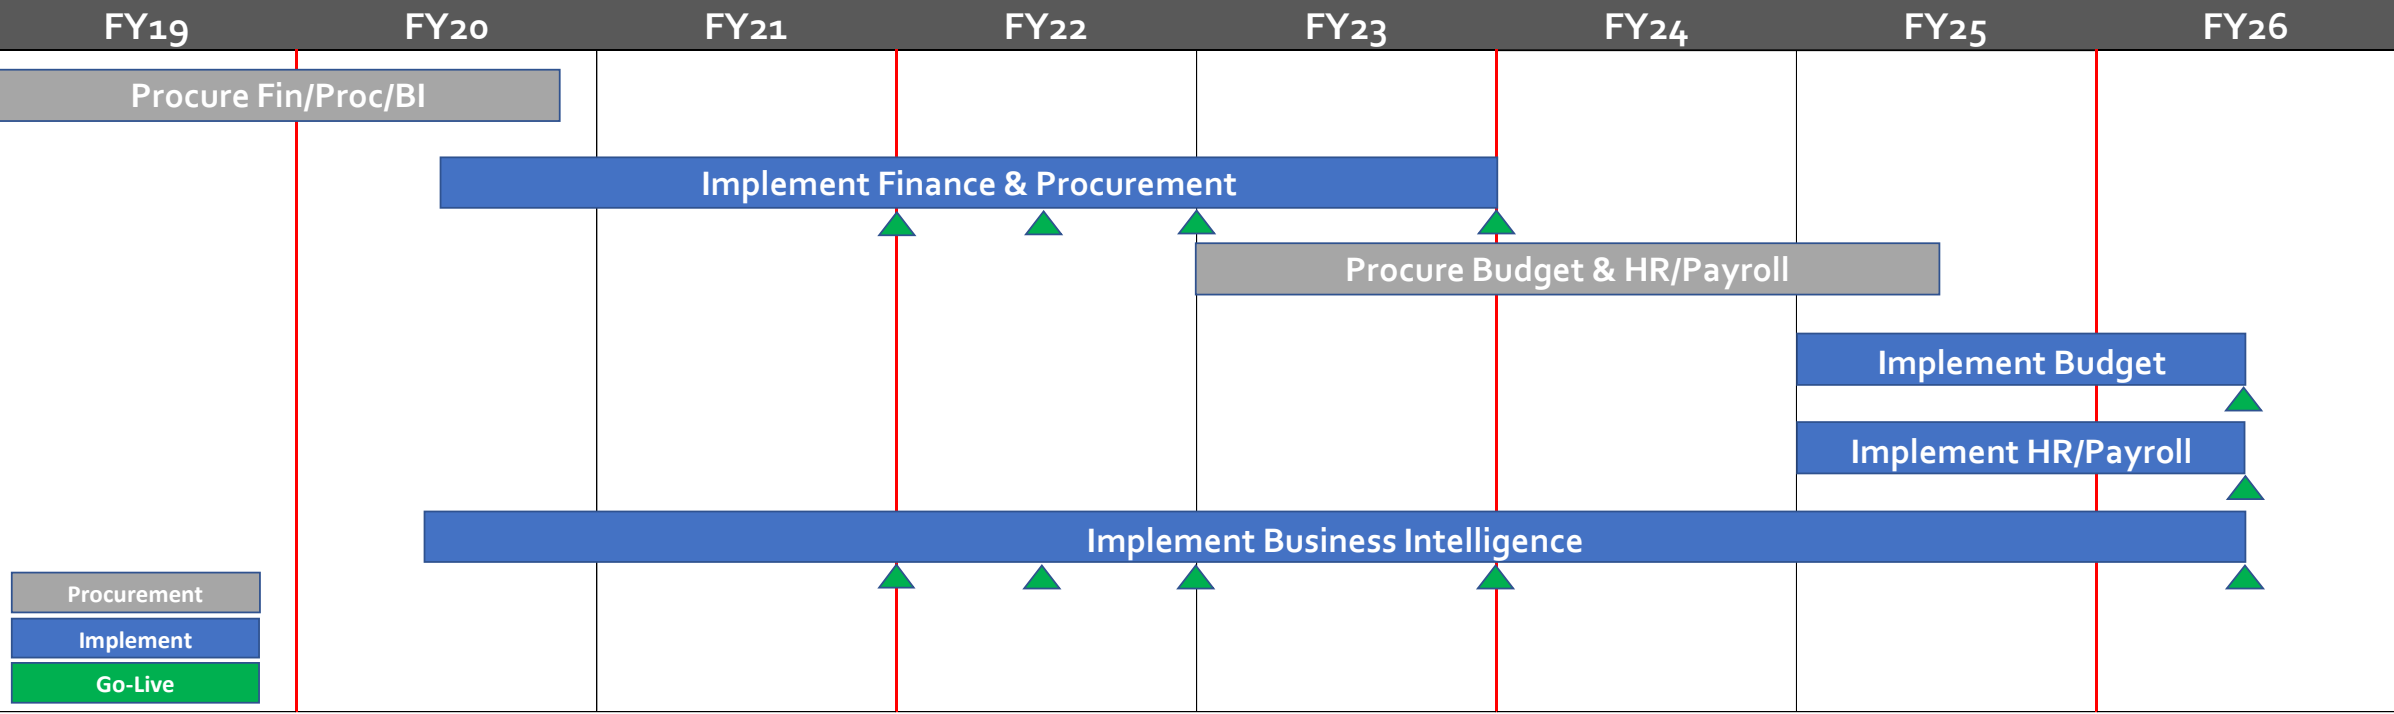 FY19 FY20 FY21 FY22 FY23 FY24 FY25 FY26
Procure Fin/Proc/BI
Implement Finance & Procurement
Procure Budget & HR/Payroll
Implement Budget
Implement HR/Payroll
Implement Business Intelligence
Procurement
Implement
Go-Live